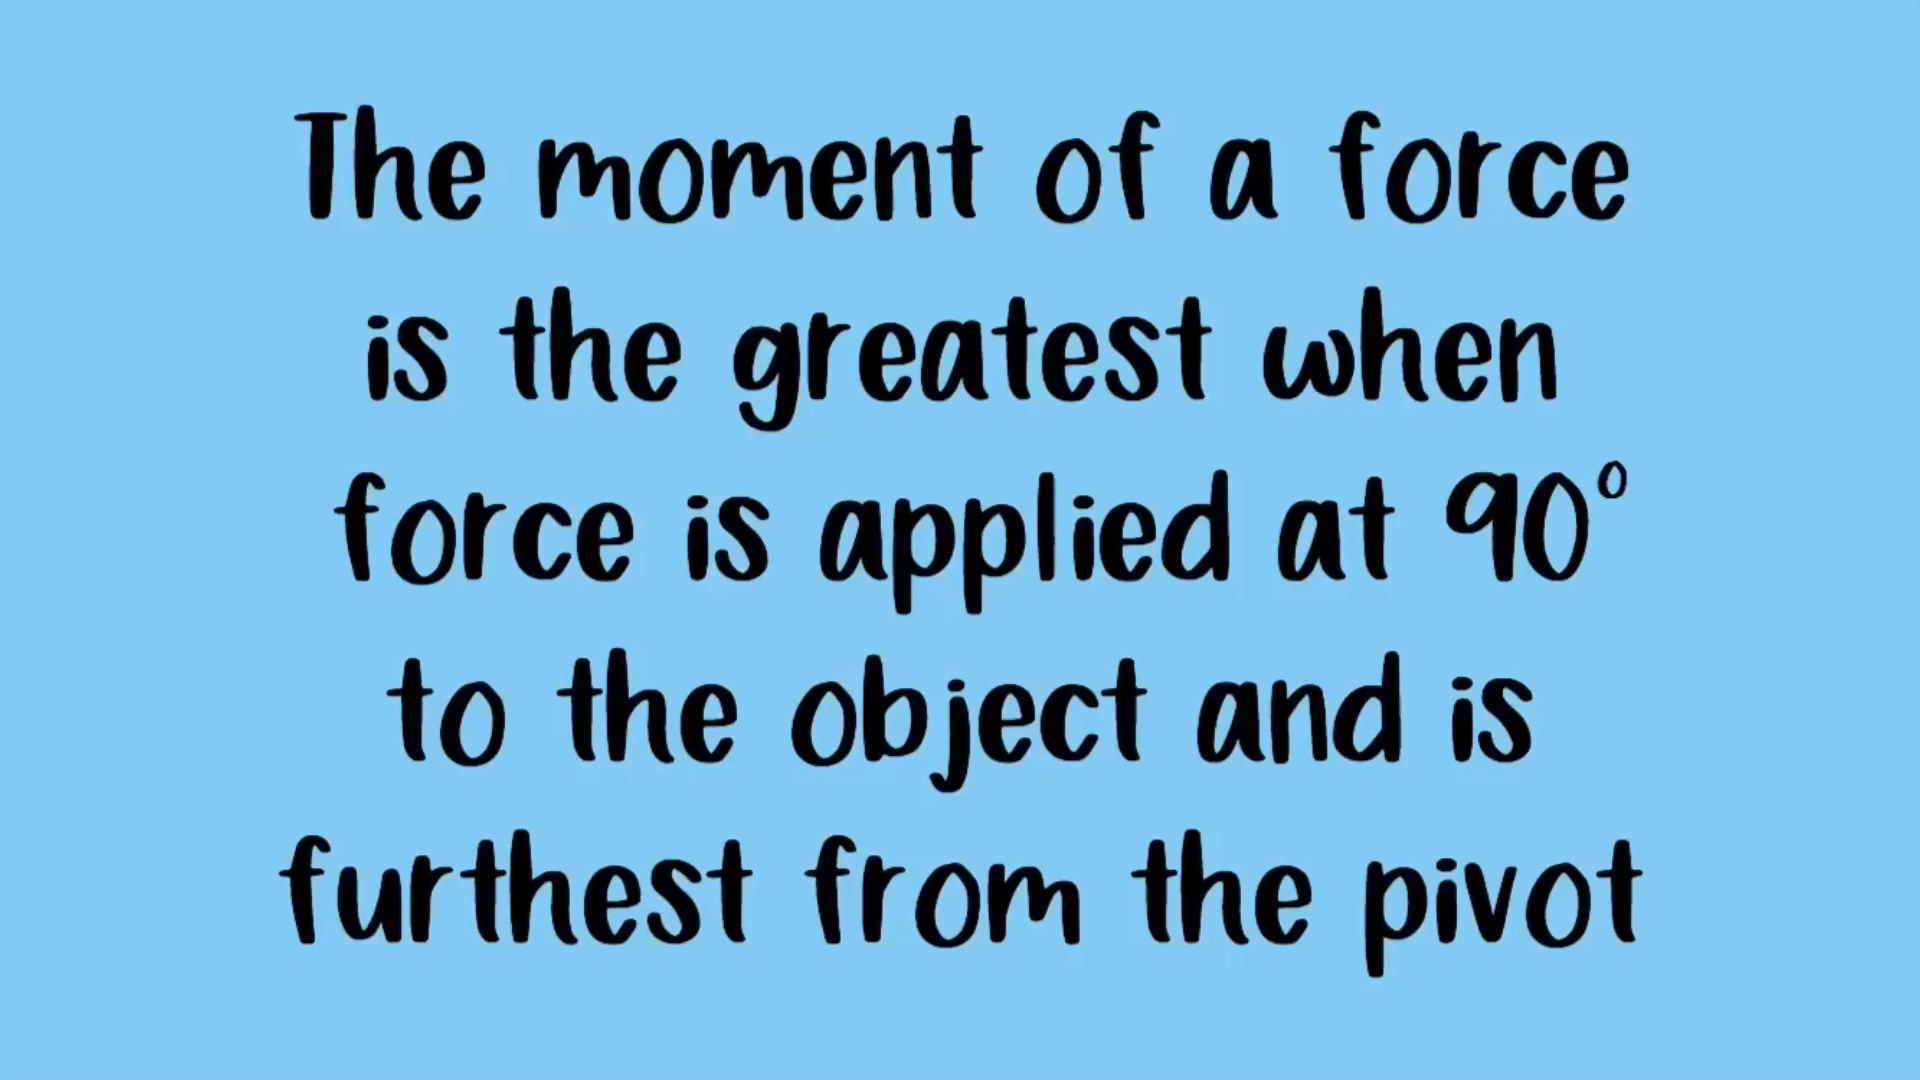 The moment of a force
is the greatest when
force is applied at 90°
to the object and is
furthest from the pivot